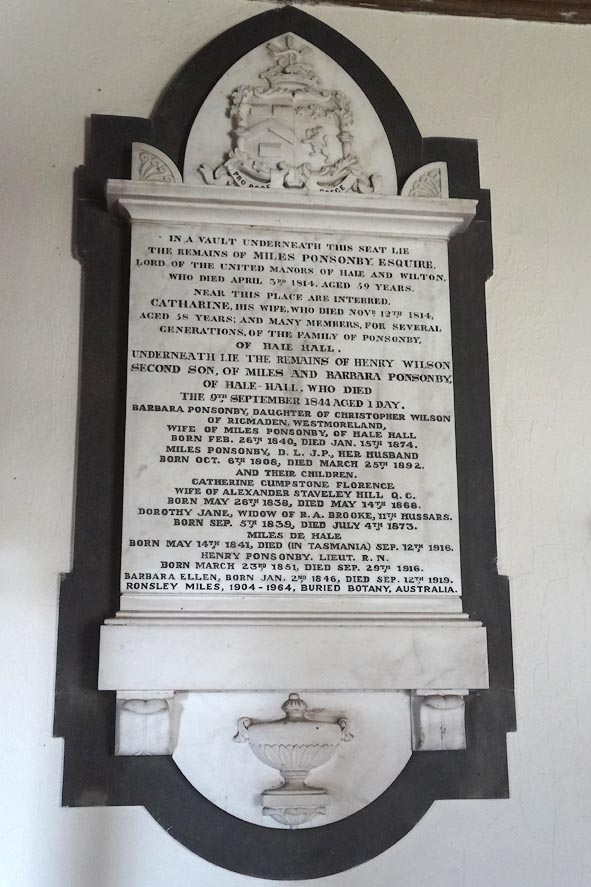 PRO
IN A VAULT UNDERNEATH THIS SEAT LIE
THE REMAINS OF MILES PONSONBY, ESQUIRE,
LORD OF THE UNITED MANORS OF HALE AND WILTON.
WHO DIED APRIL 3RD 1814, AGED 59 YEARS.
NEAR THIS PLACE ARE INTERRED,
CATHARINE, HIS WIFE, WHO DIED NOVR 12TH 1814,
AGED 58 YEARS; AND MANY MEMBERS, FOR SEVERAL
GENERATIONS, OF THE FAMILY OF PONSONBY,
OF HALE HALL.
UNDERNEATH LIE THE REMAINS OF HENRY WILSON
SECOND SON, OF MILES AND BARBARA PONSONBY,
OF HALE-HALL, WHO DIED
THE 9TH SEPTEMBER 1844 AGED 1 DAY.
BARBARA PONSONBY, DAUGHTER OF CHRISTOPHER WILSON
OF RIGMADEN, WESTMORELAND,
WIFE OF MILES PONSONBY, OF HALE HALL
BORN FEB. 26TH 1840, DIED JAN. 15TH 1874.
MILES PONSONBY, D.L. J.P., HER HUSBAND
BORN OCT. 6TH 1808, DIED MARCH 25TH 1892.
AND THEIR CHILDREN.
CATHERINE CUMPSTONE FLORENCE
WIFE OF ALEXANDER STAVELEY HILL Q.C.
BORN MAY 26TH 1838, DIED MAY 14TH 1868.
DOROTHY JANE, WIDOW OF R.A. BROOKE, 11TH HUSSARS.
BORN SEP. 5TH 1839, DIED JULY 4TH 1873.
MILES DE HALE
BORN MAY 14TH 1841, DIED (IN TASMANIA) SEP. 12TH 1916.
HENRY PONSONBY. LIEUT. R.N.
BORN MARCH 23RD 1851, DIED SEP. 29TH 1916.
BARBARA ELLEN, BORN JAN. 2ND 1846, DIED SEP. 12TH 1919.
RONSLEY MILES, 1904-1964, BURIED BOTANY, AUSTRALIA.